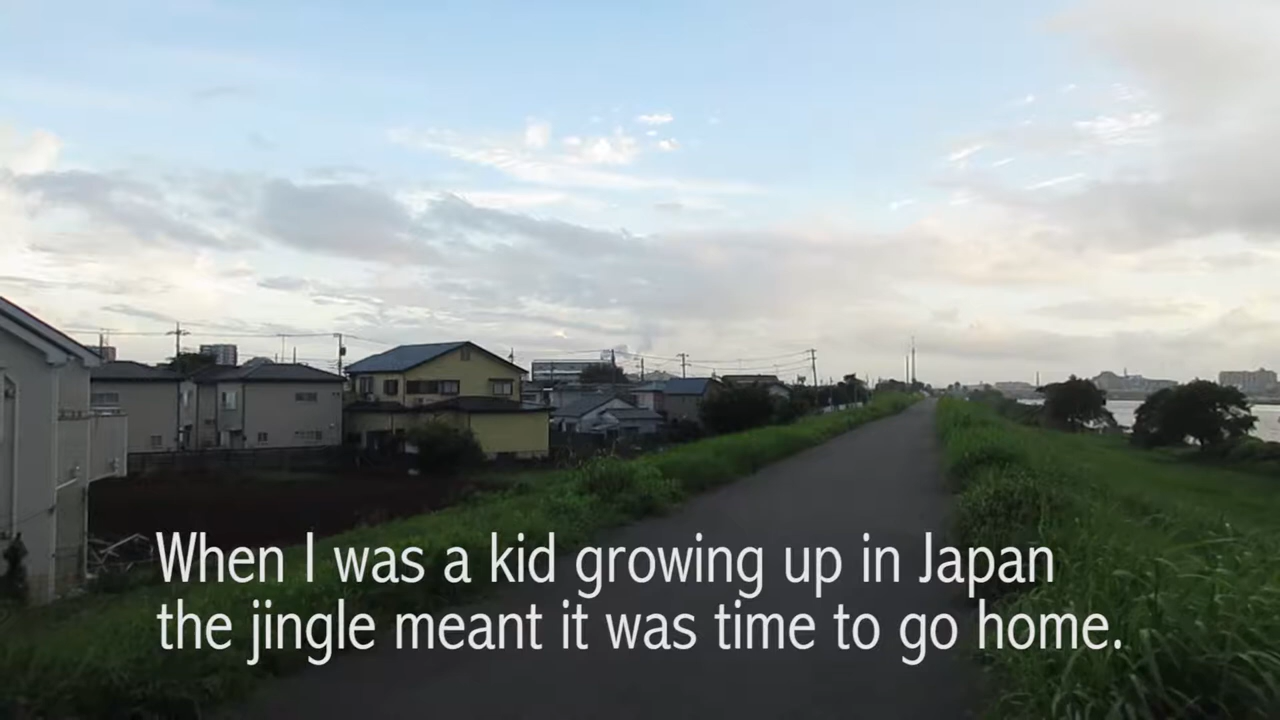 When I was a kid growing up in Japan
the jingle meant it was time to go home.